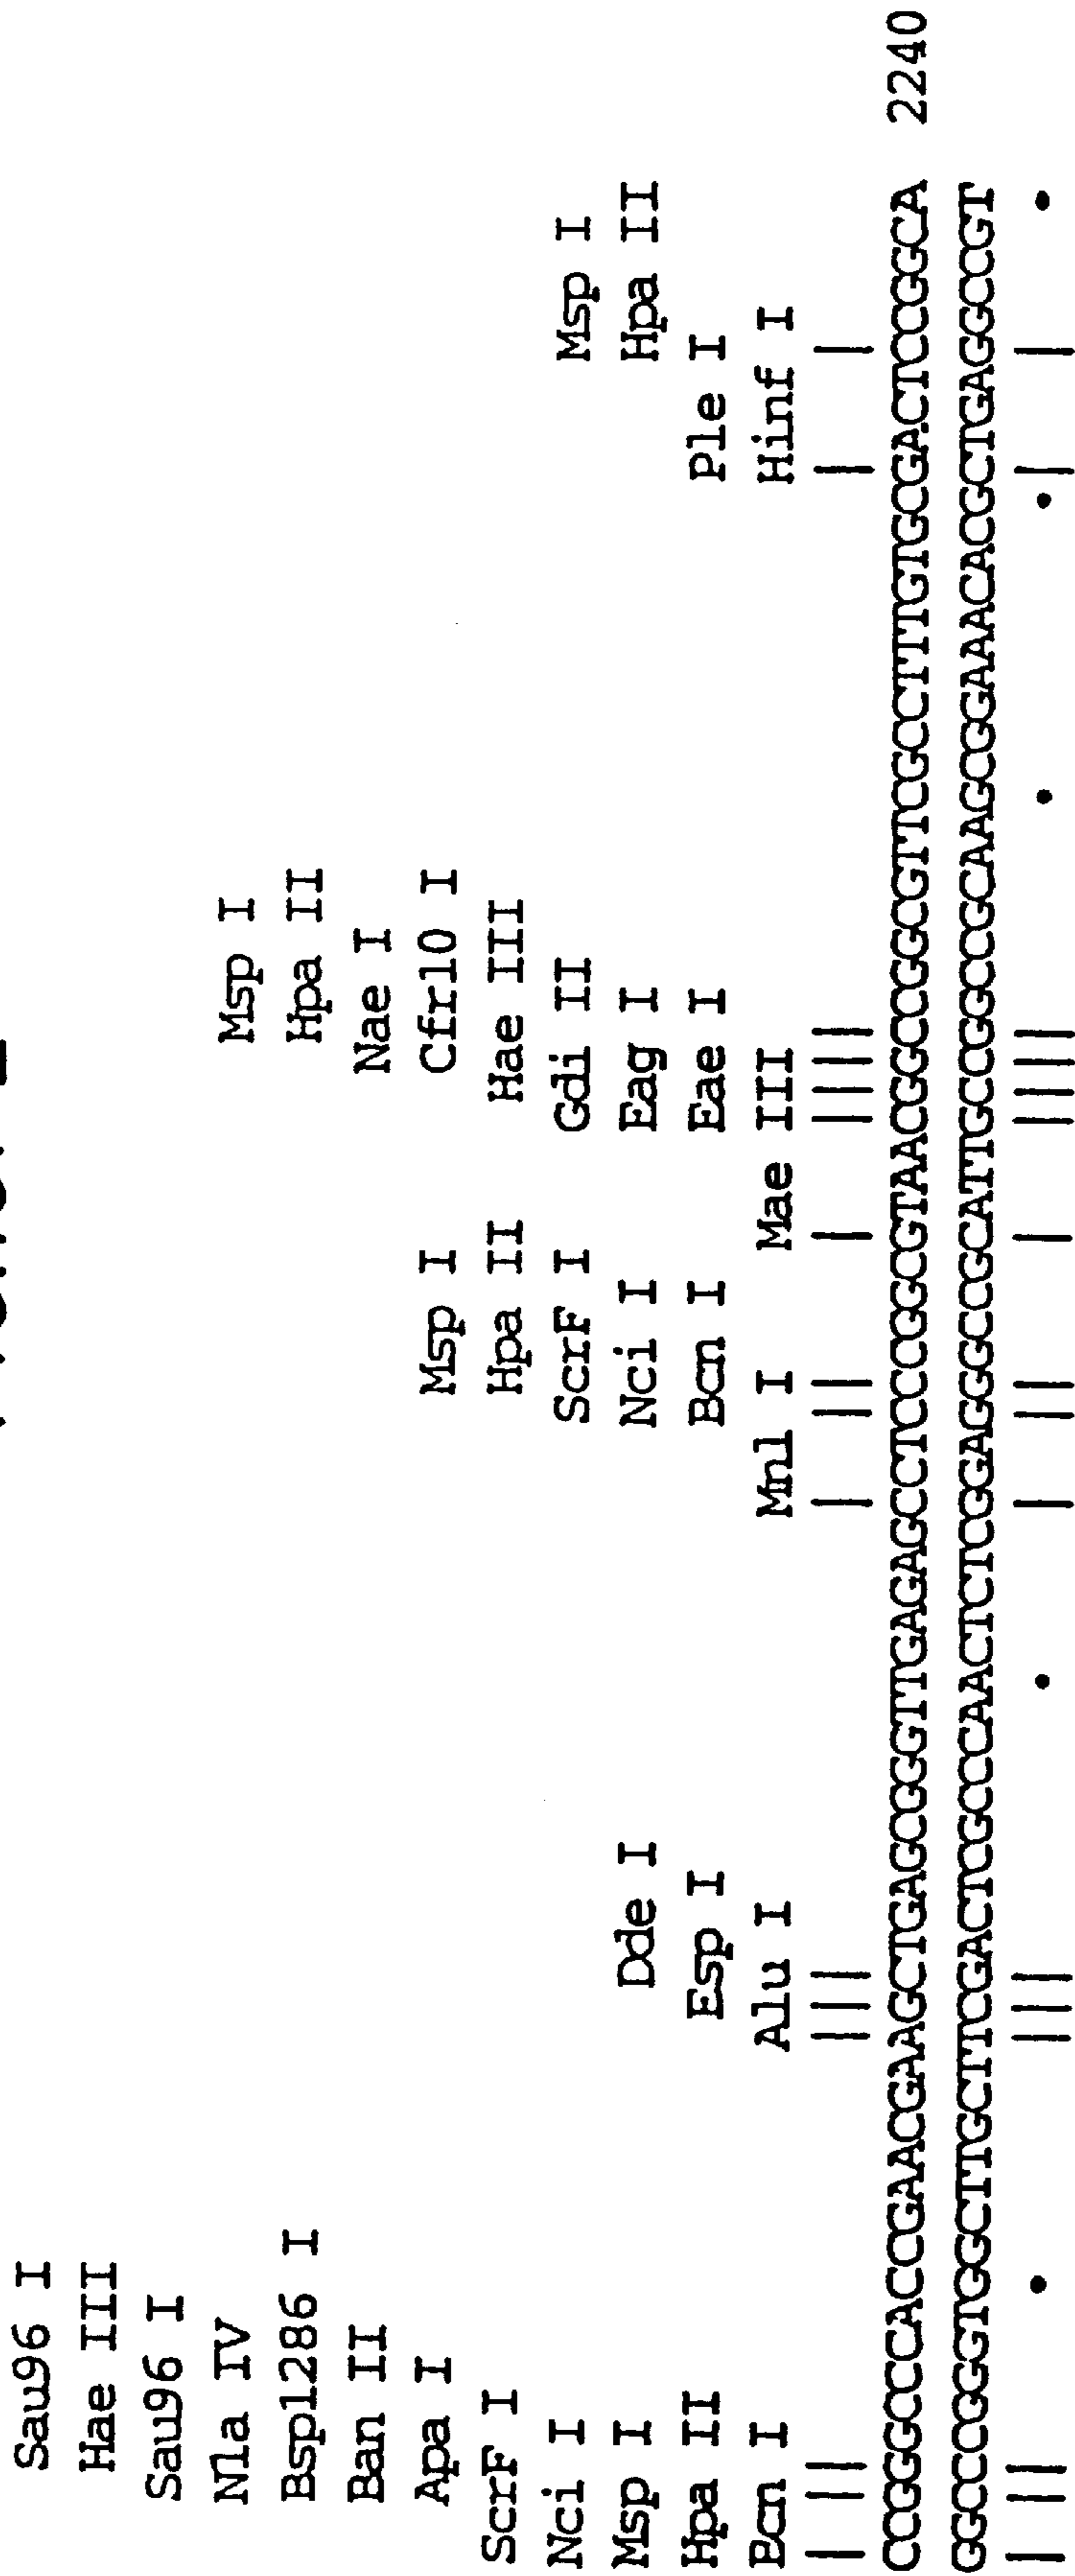 Sau96 I
Hae III
Sau96 I
Nla IV Msp I
Bsp1286 I Hpa II
Ban II Nae I
Apa I Msp I Cfr10 I
ScrF I Hpa II Hae III
Nci I ScrF I Gdi II Msp I
Msp I Dde I Nci I Eag I Hpa II
Hpa II Esp I Bcn I Eae I Ple I
Bcn I Alu I Mnl I Mae III Hinf I
CCGGGCCCACCGAACGAAGCTGAGCGGGTTGAGAGCCTCCCGGCGTAACGGCCGGCGTTCGCCTTTGTGCGACTCCGGCA 2240
GGCCCGGGTGGCTTGCTTCGACTCGCCCAACTCTCGGAGGGCCGCATTGCCGGCCGCAAGCGGAAACACGCTGAGGCCGT